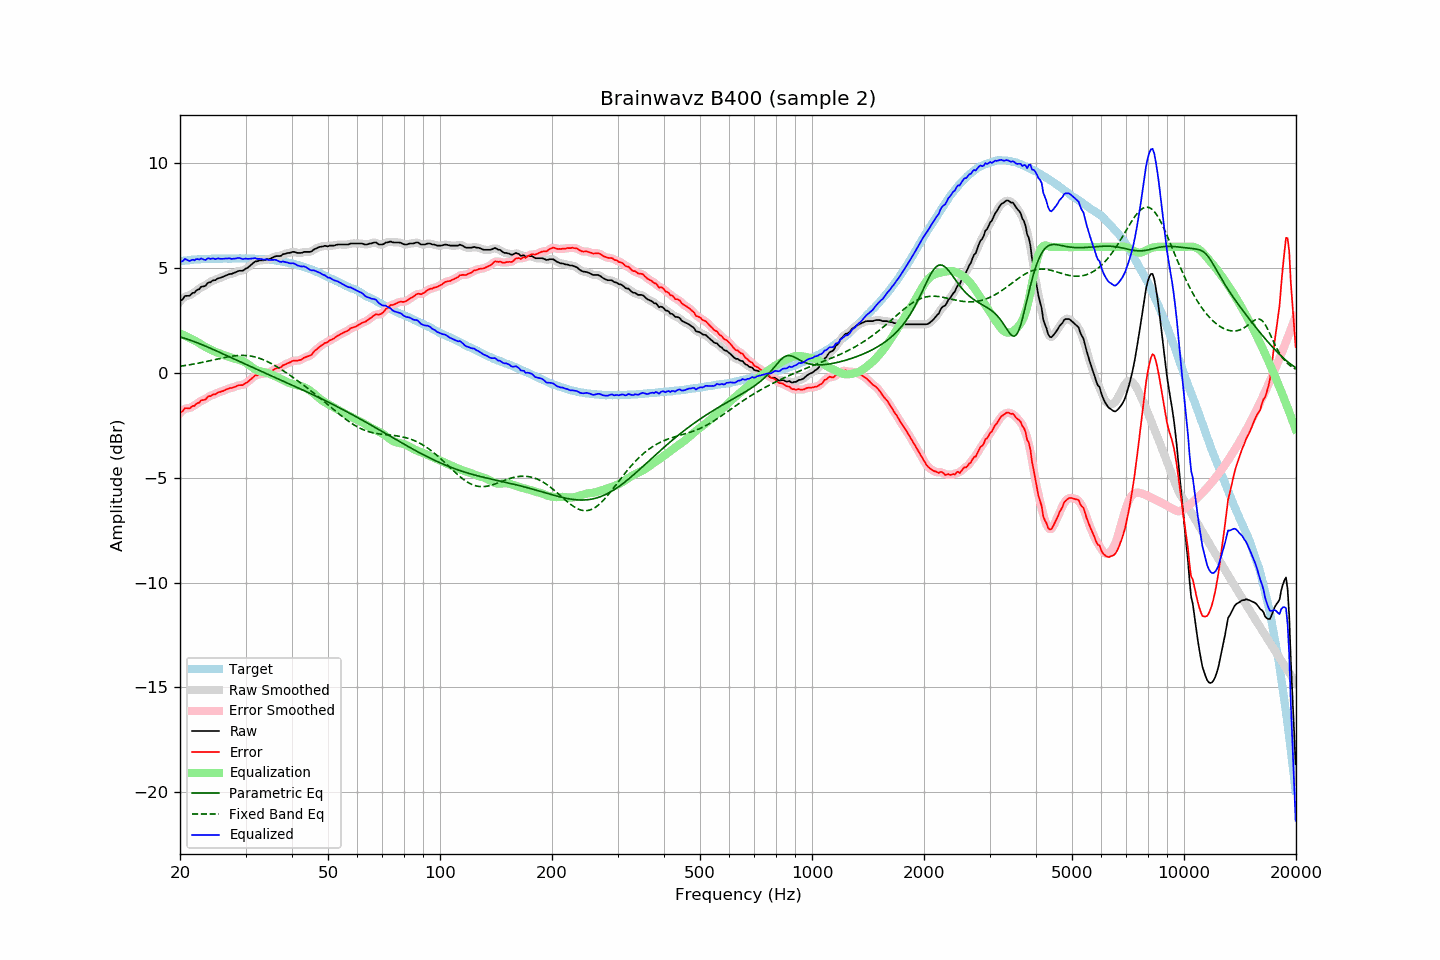 Brainwavz B400 (sample 2)
Amplitude (dBr)
10
5
0
−5
−10
−15
−20
Target
Raw Smoothed
Error Smoothed
Raw
Error
Equalization
Parametric Eq
Fixed Band Eq
Equalized
20 50 100 200 500 1000 2000 5000 10000 20000
Frequency (Hz)